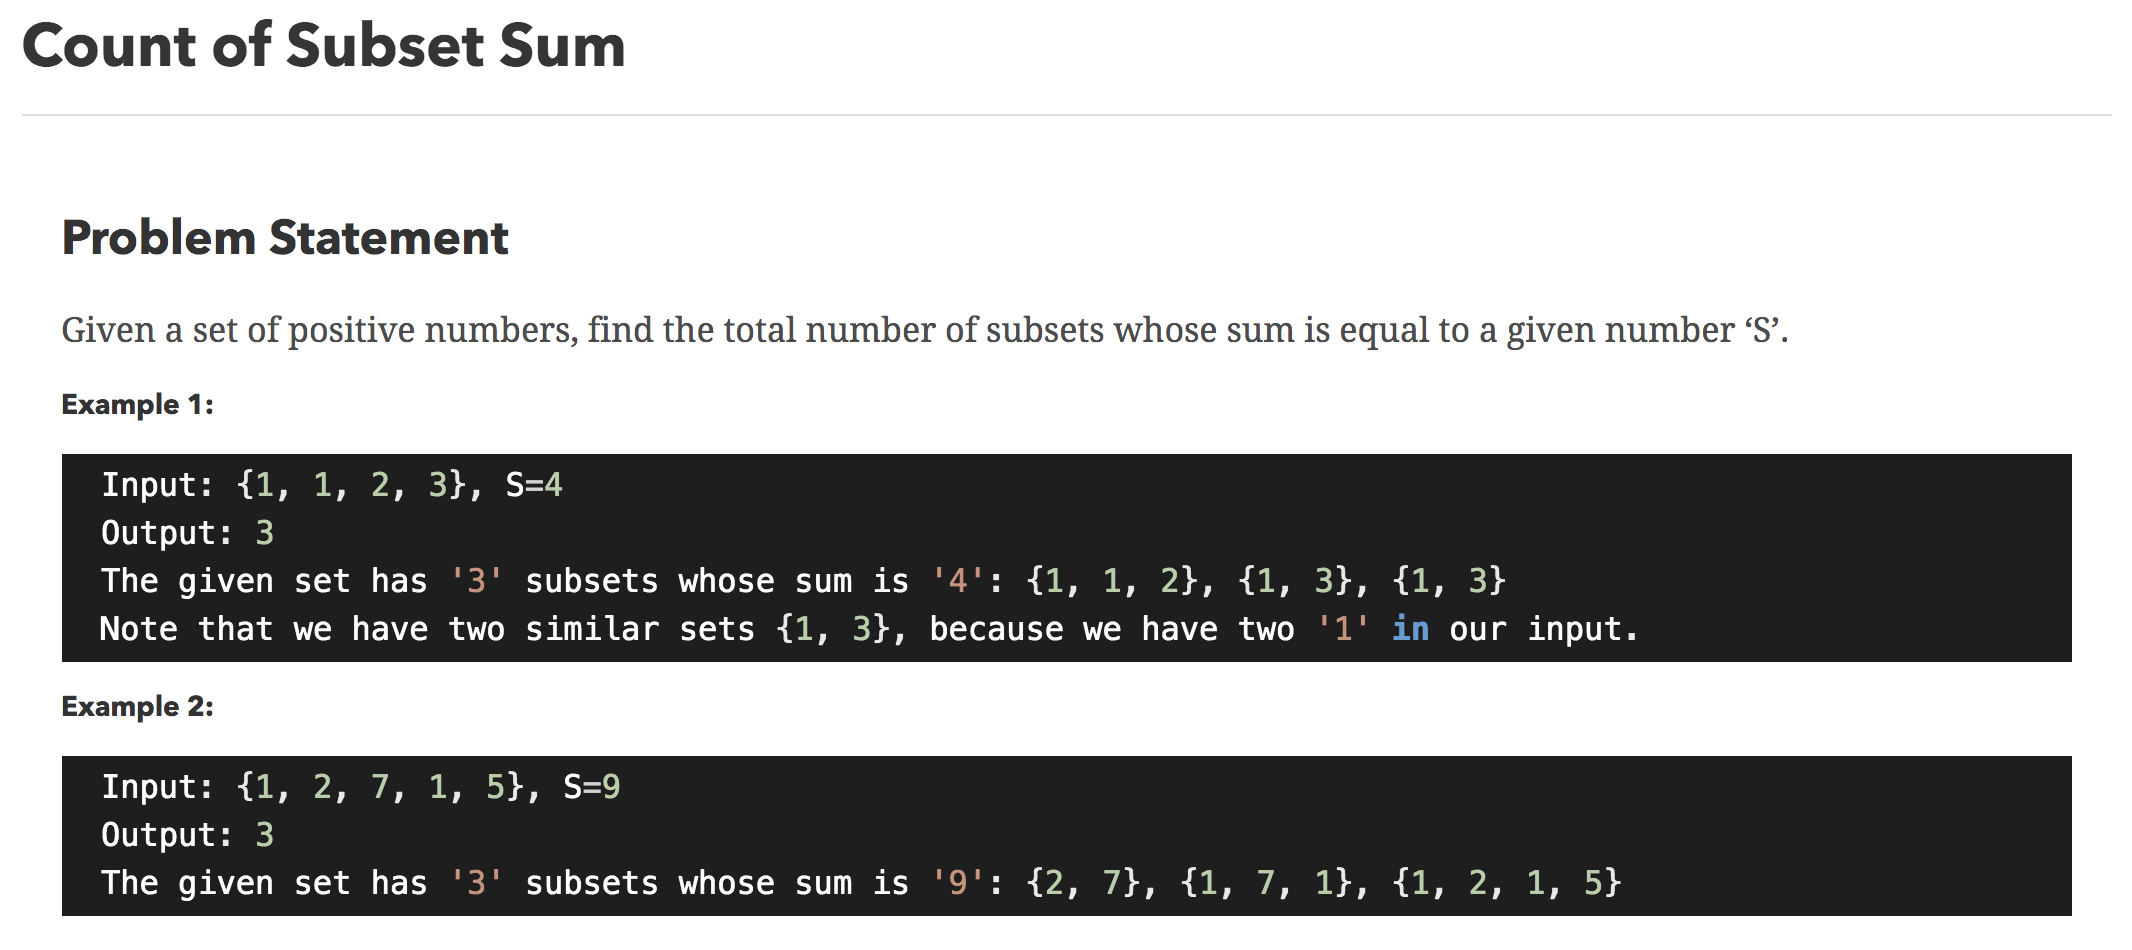 Count of Subset Sum
Problem Statement
Given a set of positive numbers, find the total number of subsets whose sum is equal to a given number ‘S’.
Example 1:
Input: {1, 1, 2, 3}, S=4
Output: 3
The given set has '3' subsets whose sum is '4': {1, 1, 2}, {1, 3}, {1, 3}
Note that we have two similar sets {1, 3}, because we have two '1' in our input.
Example 2:
Input: {1, 2, 7, 1, 5}, S=9
Output: 3
The given set has '3' subsets whose sum is '9': {2, 7}, {1, 7, 1}, {1, 2, 1, 5}